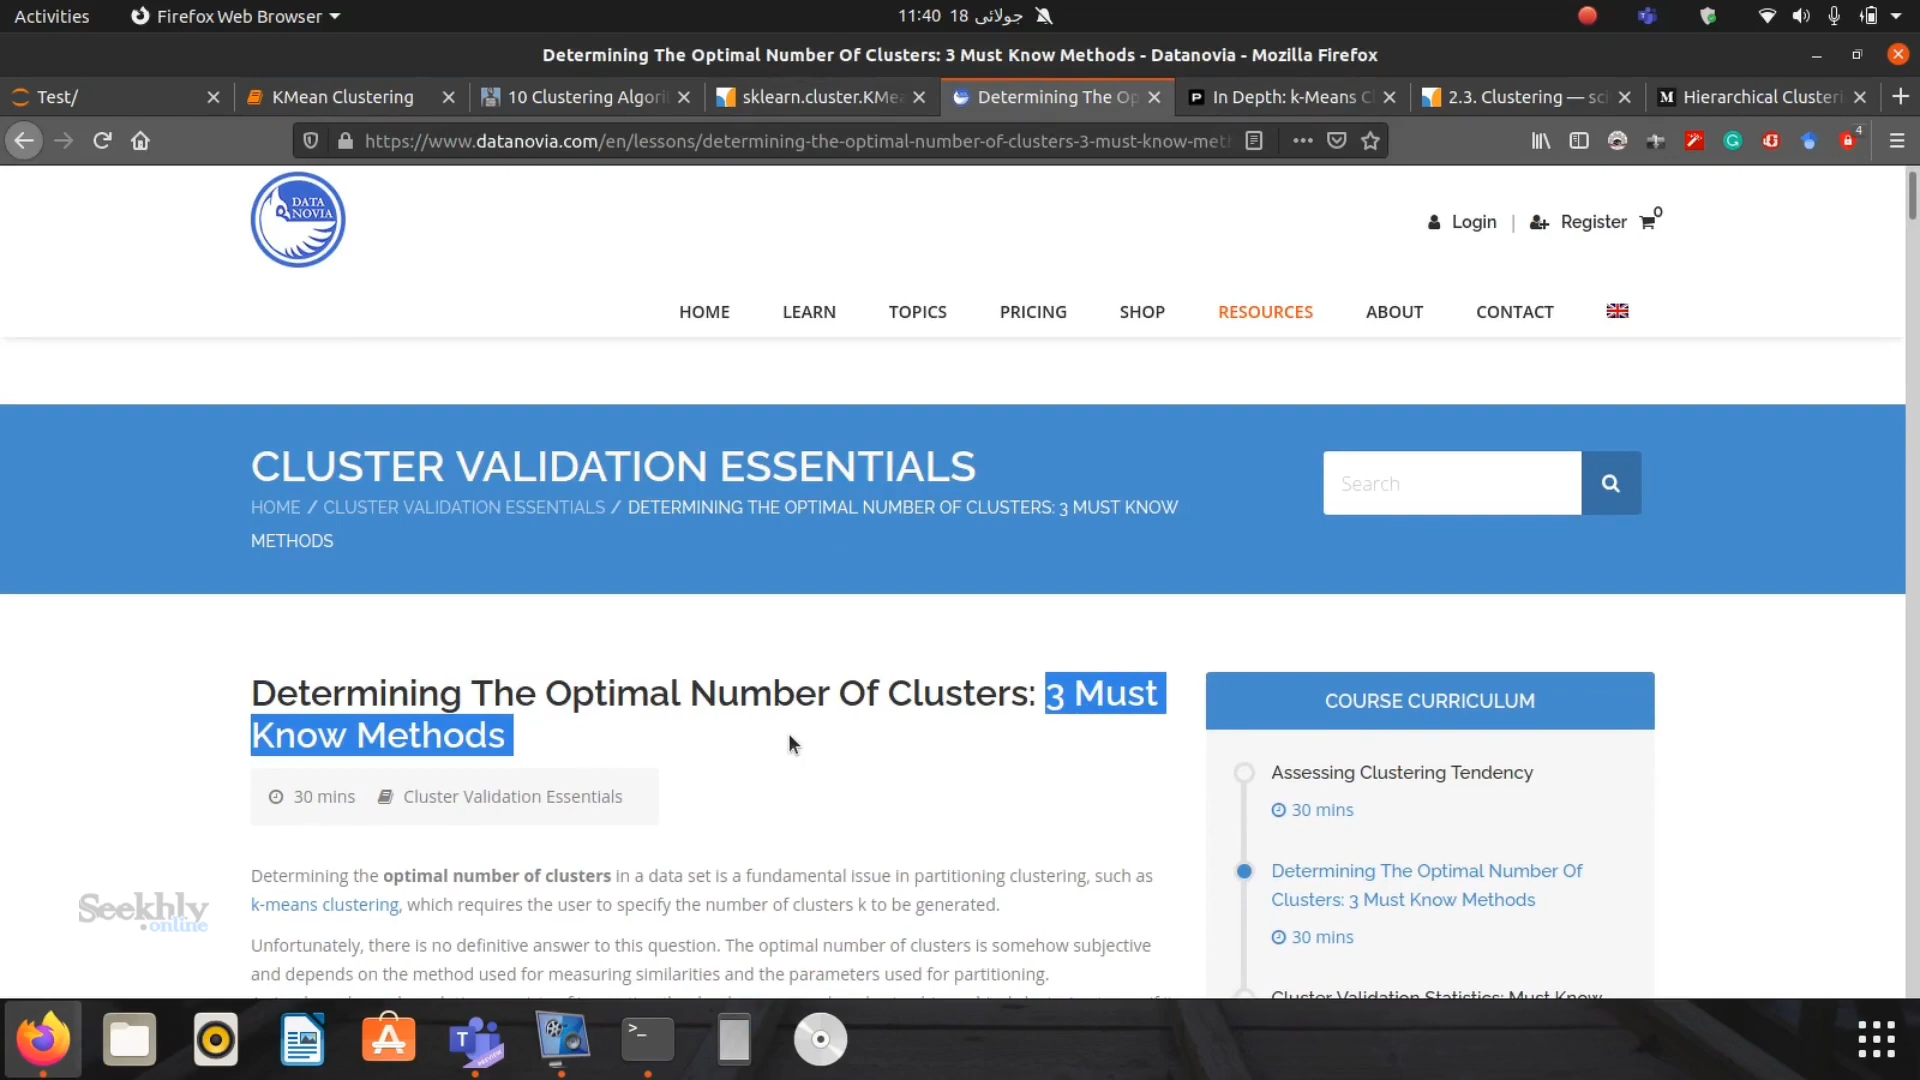 Activities
Firefox Web Browser
11:40 18 جولائی
Determining The Optimal Number Of Clusters: 3 Must Know Methods - Datanovia - Mozilla Firefox
Test/
KMean Clustering
10 Clustering Algori
sklearn.cluster.KMea
Determining The Op
In Depth: k-Means C
2.3. Clustering — sci
M Hierarchical Clusteri
https://www.datanovia.com/en/lessons/determining-the-optimal-number-of-clusters-3-must-know-met
4
DATA
NOVIA
Login | Register 0
HOME
LEARN
TOPICS
PRICING
SHOP
RESOURCES
ABOUT
CONTACT
CLUSTER VALIDATION ESSENTIALS
HOME / CLUSTER VALIDATION ESSENTIALS / DETERMINING THE OPTIMAL NUMBER OF CLUSTERS: 3 MUST KNOW
METHODS
Search
Determining The Optimal Number Of Clusters: 3 Must
Know Methods
30 mins Cluster Validation Essentials
Determining the optimal number of clusters in a data set is a fundamental issue in partitioning clustering, such as
k-means clustering, which requires the user to specify the number of clusters k to be generated.
Unfortunately, there is no definitive answer to this question. The optimal number of clusters is somehow subjective
and depends on the method used for measuring similarities and the parameters used for partitioning.
COURSE CURRICULUM
Assessing Clustering Tendency
30 mins
Determining The Optimal Number Of
Clusters: 3 Must Know Methods
30 mins
Cluster Validation Statistics: Must Know
Seekhly
.online